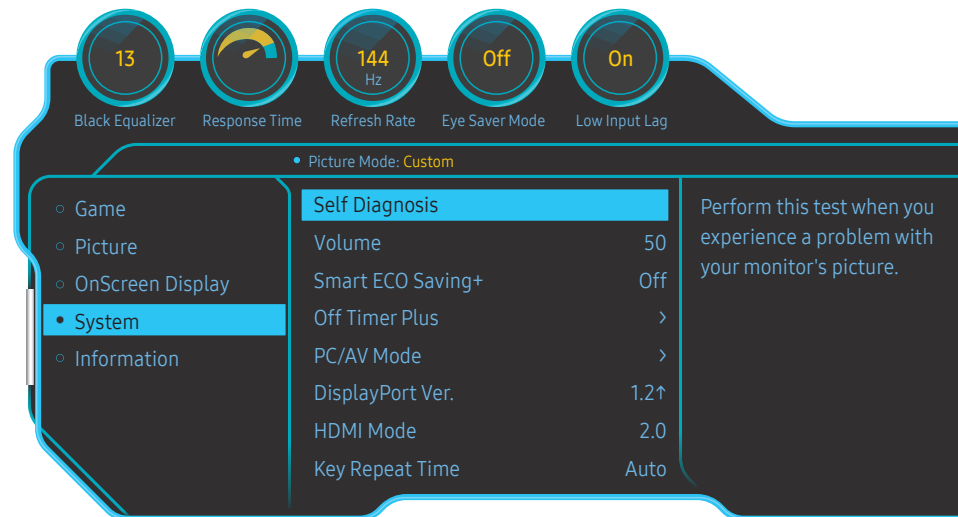 13
144
Hz
Off
On
Black Equalizer
Response Time
Refresh Rate
Eye Saver Mode
Low Input Lag
Picture Mode: Custom
Game
Picture
OnScreen Display
System
Information
Self Diagnosis
Volume 50
Smart ECO Saving+ Off
Off Timer Plus >
PC/AV Mode >
DisplayPort Ver. 1.2↑
HDMI Mode 2.0
Key Repeat Time Auto
Perform this test when you
experience a problem with
your monitor's picture.